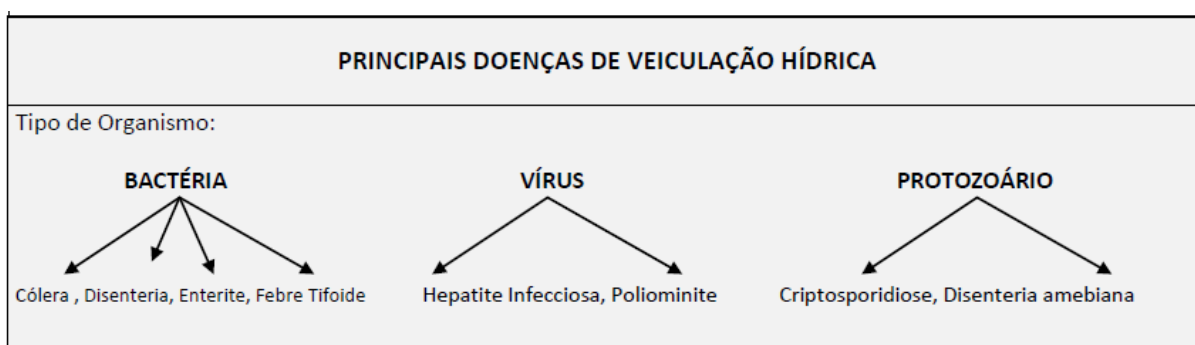 PRINCIPAIS DOENÇAS DE VEICULAÇÃO HÍDRICA
Tipo de Organismo:
BACTÉRIA VÍRUS PROTOZOÁRIO
Cólera , Disenteria, Enterite, Febre Tifoide Hepatite Infecciosa, Poliominite Criptosporidiose, Disenteria amebiana